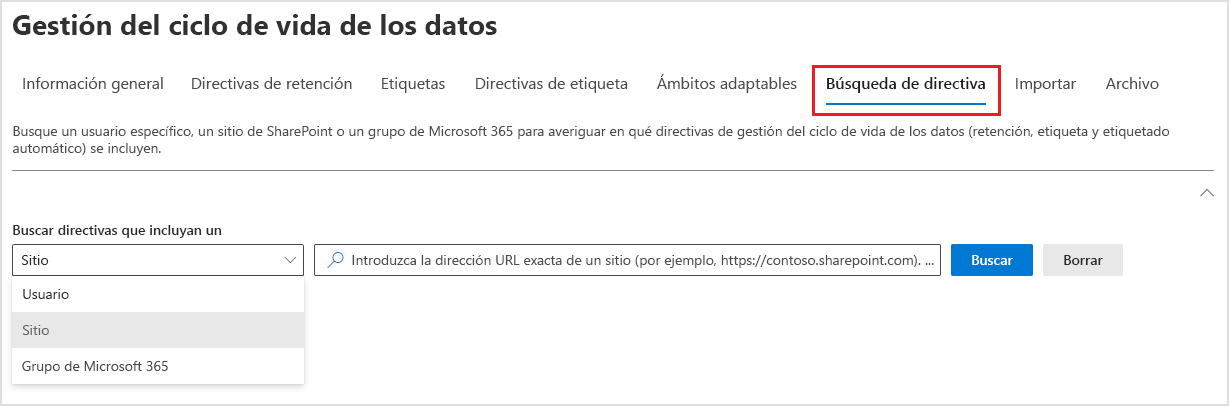 Gestión del ciclo de vida de los datos
Información general Directivas de retención Etiquetas Directivas de etiqueta Ámbitos adaptables Búsqueda de directiva Importar Archivo
Busque un usuario específico, un sitio de SharePoint o un grupo de Microsoft 365 para averiguar en qué directivas de gestión del ciclo de vida de los datos (retención, etiqueta y etiquetado
automático) se incluyen.
Buscar directivas que incluyan un
Sitio Introduzca la dirección URL exacta de un sitio (por ejemplo, https://contoso.sharepoint.com). ... Buscar Borrar
Usuario
Sitio
Grupo de Microsoft 365